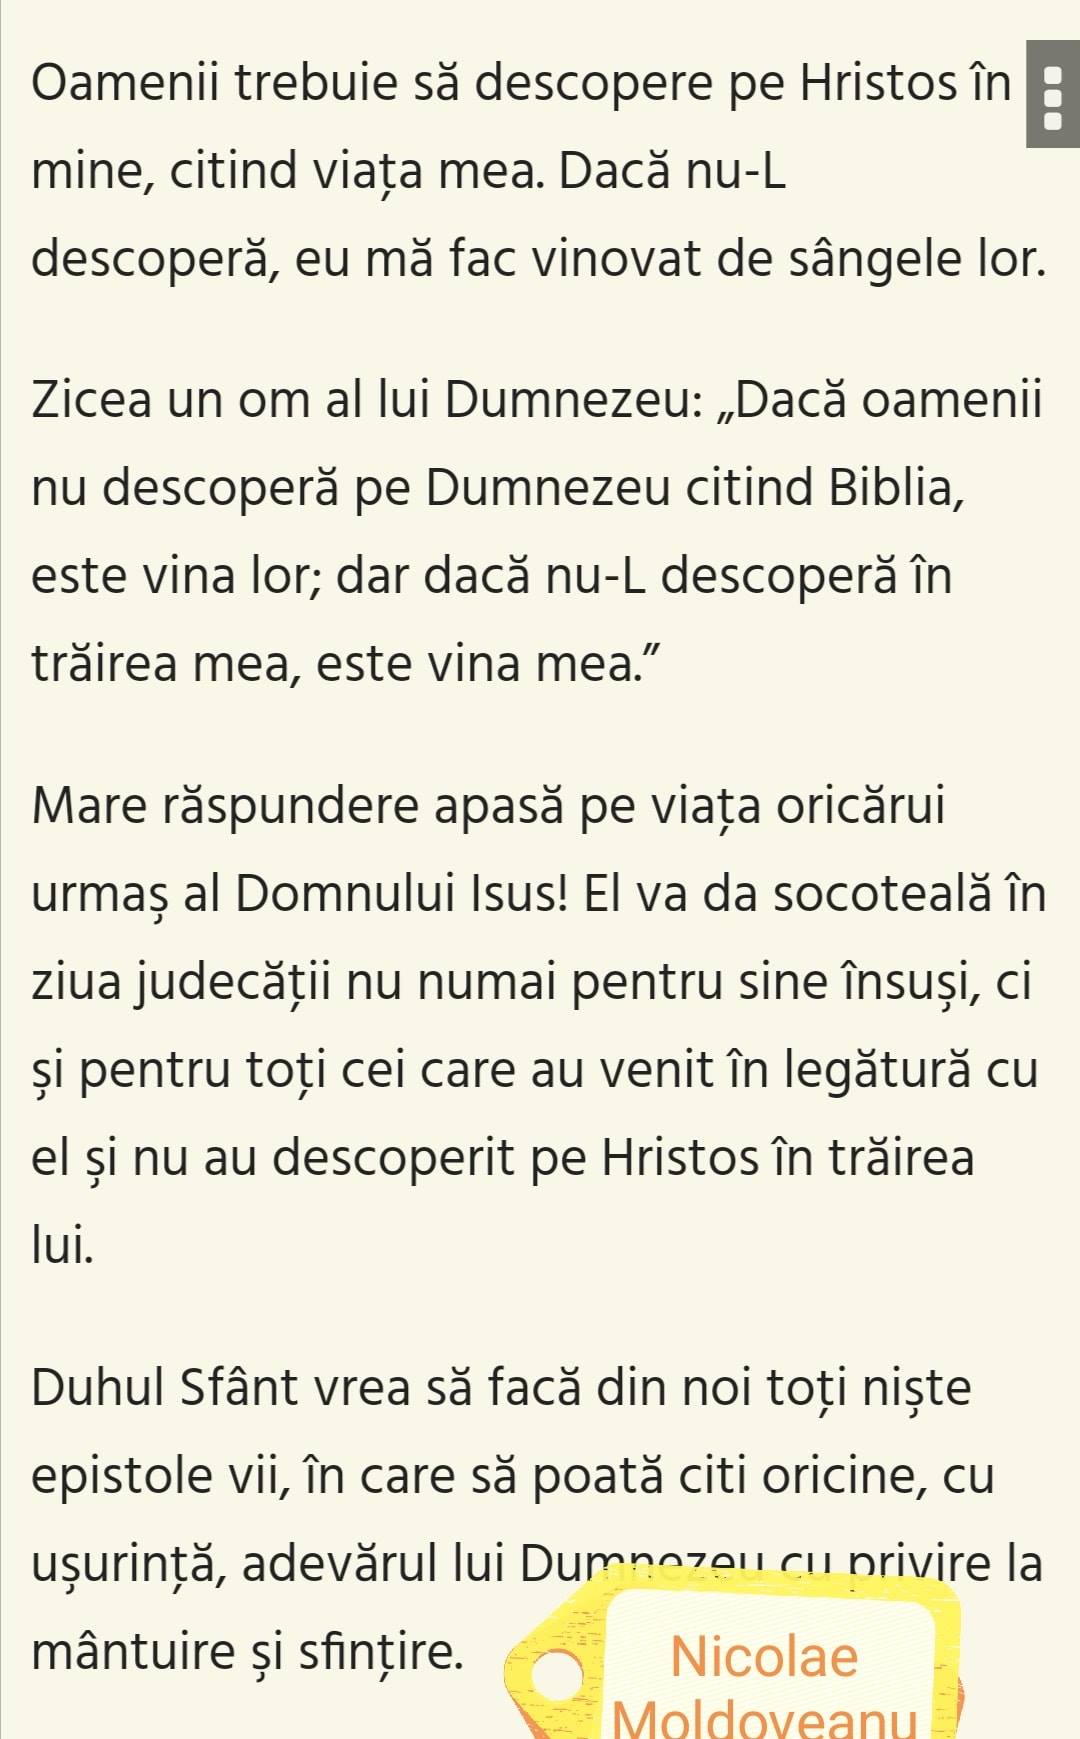 Oamenii trebuie să descopere pe Hristos în
mine, citind viața mea. Dacă nu-L
descoperă, eu mă fac vinovat de sângele lor.
Zicea un om al lui Dumnezeu: „Dacă oamenii
nu descoperă pe Dumnezeu citind Biblia,
este vina lor; dar dacă nu-L descoperă în
trăirea mea, este vina mea.”
Mare răspundere apasă pe viața oricărui
urmaș al Domnului Isus! El va da socoteală în
ziua judecății nu numai pentru sine însuși, ci
și pentru toți cei care au venit în legătură cu
el și nu au descoperit pe Hristos în trăirea
lui.
Duhul Sfânt vrea să facă din noi toți niște
epistole vii, în care să poată citi oricine, cu
ușurință, adevărul lui Dumnezeu cu privire la
mântuire și sfințire.
Nicolae
Moldoveanu